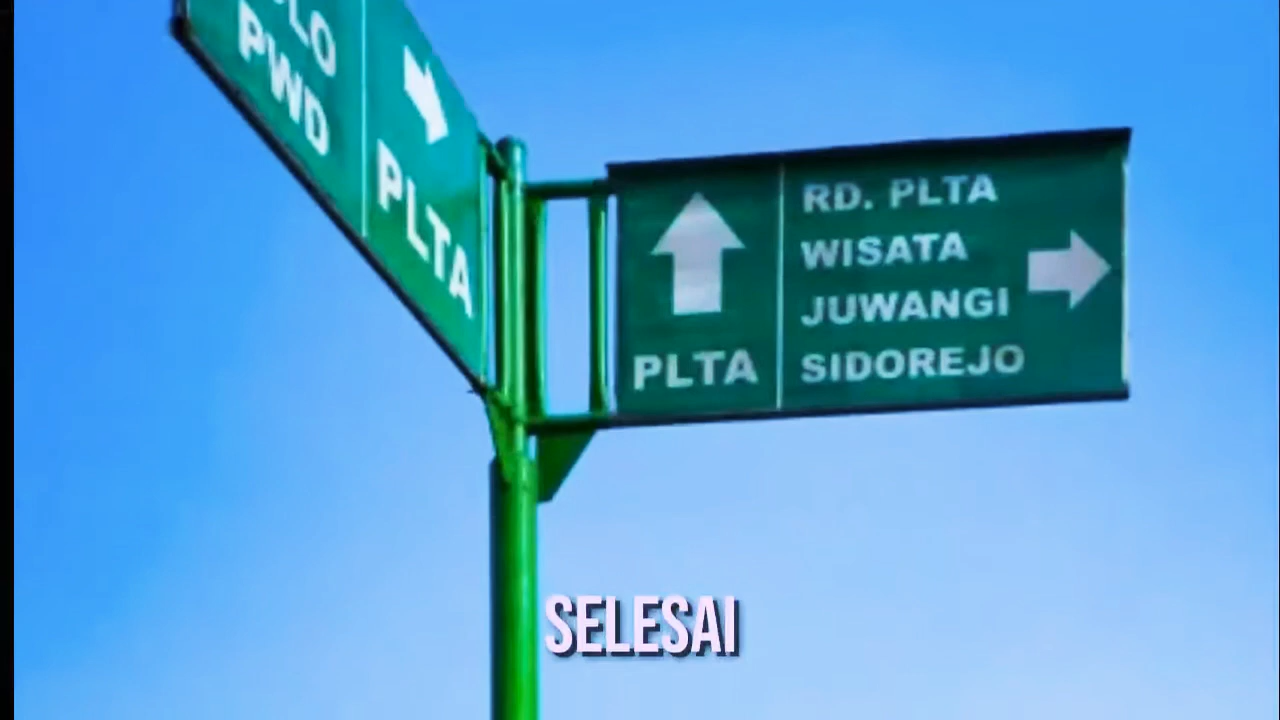 PWD
PLTA
PLTA
RD. PLTA
WISATA
JUWANGI
SIDOREJO
SELESAI